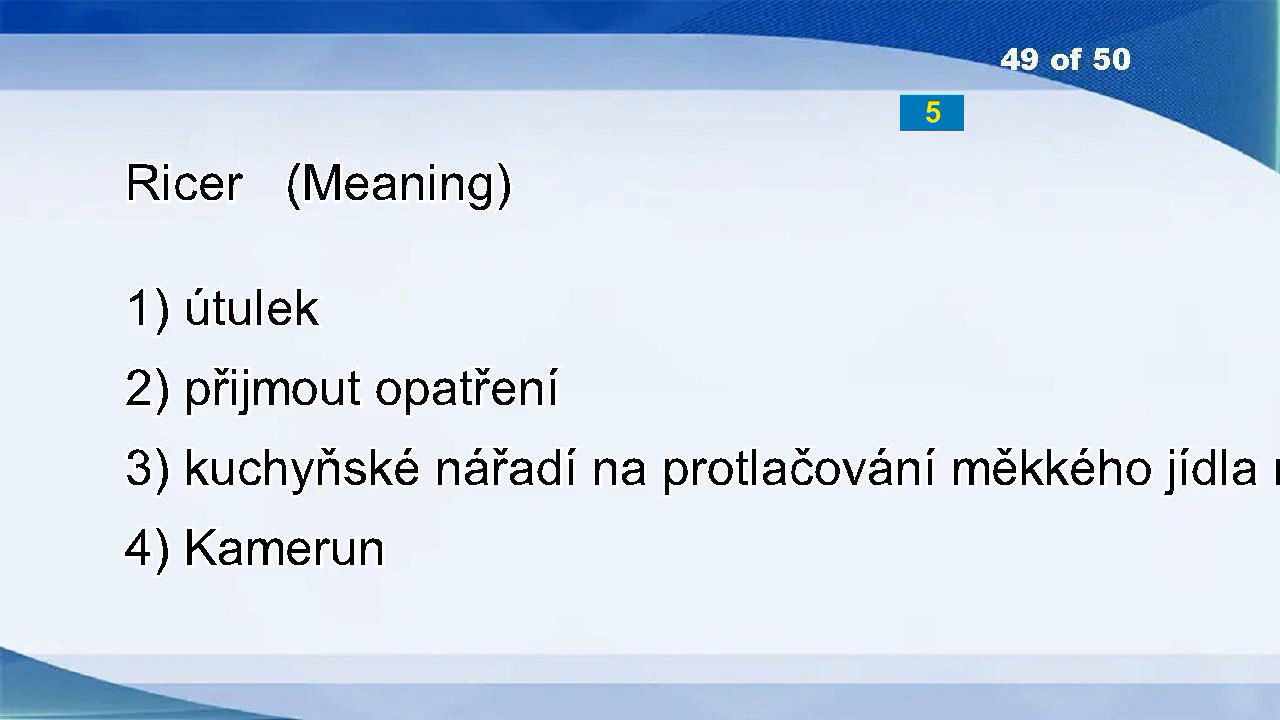 49 of 50
5
Ricer (Meaning)
1) útulek
2) přijmout opatření
3) kuchyňské nářadí na protlačování měkkého jídla
4) Kamerun